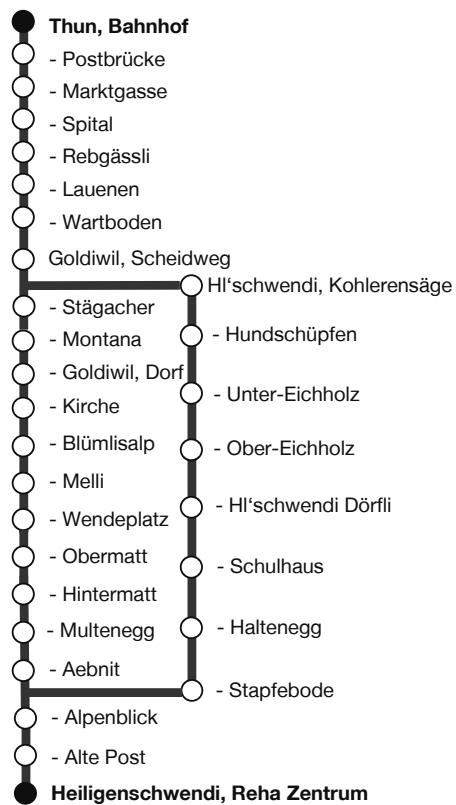 Thun, Bahnhof
- Postbrücke
- Marktgasse
- Spital
- Rebgässli
- Lauenen
- Wartboden
Goldiwil, Scheidweg
- Stägacher
- Montana
- Goldiwil, Dorf
- Kirche
- Blümlisalp
- Melli
- Wendeplatz
- Obermatt
- Hintermatt
- Multenegg
- Aebnit
Hl‘schwendi, Kohlerensäge
- Hundschüpfen
- Unter-Eichholz
- Ober-Eichholz
- Hl‘schwendi Dörfli
- Schulhaus
- Haltenegg
- Stapfebode
- Alpenblick
- Alte Post
Heiligenschwendi, Reha Zentrum